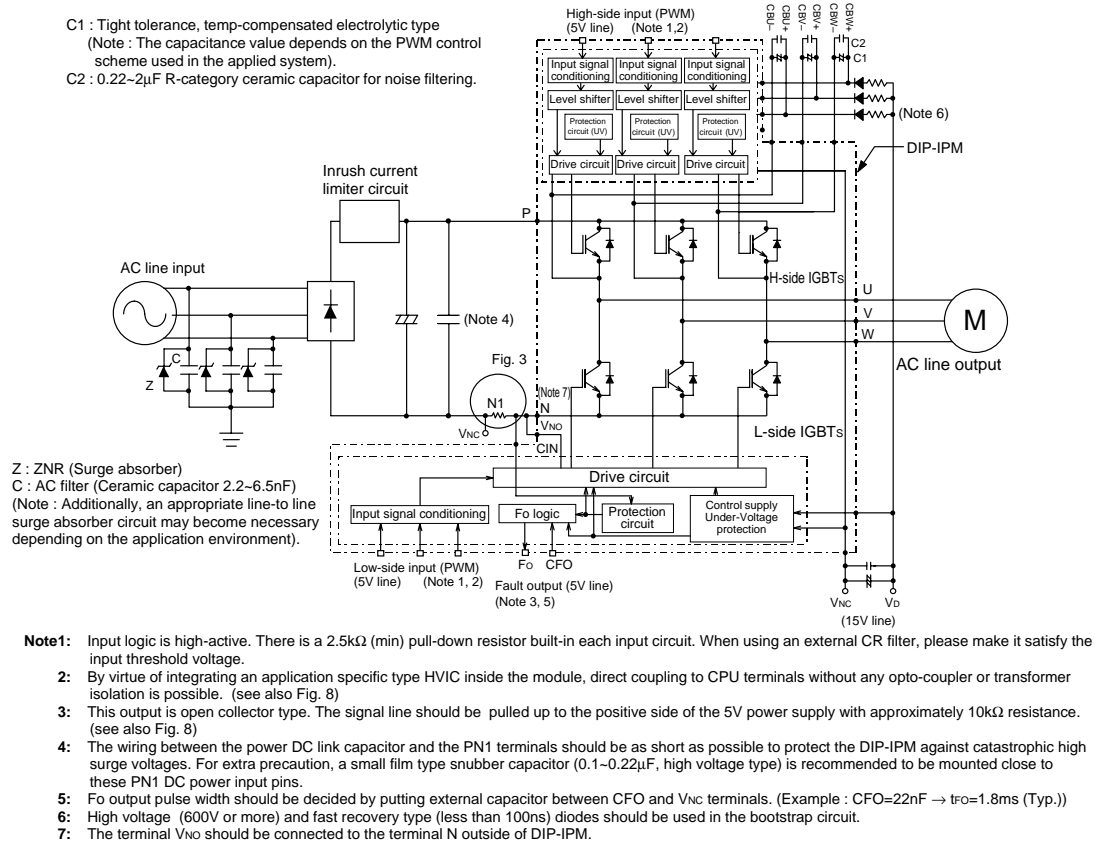 C1 : Tight tolerance, temp-compensated electrolytic type
(Note : The capacitance value depends on the PWM control
scheme used in the applied system).
C2 : 0.22~2μF R-category ceramic capacitor for noise filtering.
High-side input (PWM)
(5V line) (Note 1,2)
CBU-
CBU+
CBV-
CBV+
CBW-
CBW+
C2
C1
Input signal conditioning
Input signal conditioning
Input signal conditioning
Level shifter
Level shifter
Level shifter
Protection circuit (UV)
Protection circuit (UV)
Protection circuit (UV)
Drive circuit
Drive circuit
Drive circuit
(Note 6)
DIP-IPM
Inrush current
limiter circuit
P
AC line input
H-side IGBTS
U
V
W
M
AC line output
(Note 4)
C
Z
Fig. 3
N1
VNC
(Note 7)
N
VNO
CIN
L-side IGBTS
Z : ZNR (Surge absorber)
C : AC filter (Ceramic capacitor 2.2~6.5nF)
(Note : Additionally, an appropriate line-to line
surge absorber circuit may become necessary
depending on the application environment).
Drive circuit
Input signal conditioning
Fo logic
Protection
circuit
Control supply
Under-Voltage
protection
Low-side input (PWM)
(5V line) (Note 1, 2)
FO CFO
Fault output (5V line)
(Note 3, 5)
VNC VD
(15V line)
Note1: Input logic is high-active. There is a 2.5kΩ (min) pull-down resistor built-in each input circuit. When using an external CR filter, please make it satisfy the
input threshold voltage.
2: By virtue of integrating an application specific type HVIC inside the module, direct coupling to CPU terminals without any opto-coupler or transformer
isolation is possible. (see also Fig. 8)
3: This output is open collector type. The signal line should be pulled up to the positive side of the 5V power supply with approximately 10kΩ resistance.
(see also Fig. 8)
4: The wiring between the power DC link capacitor and the PN1 terminals should be as short as possible to protect the DIP-IPM against catastrophic high
surge voltages. For extra precaution, a small film type snubber capacitor (0.1~0.22μF, high voltage type) is recommended to be mounted close to
these PN1 DC power input pins.
5: Fo output pulse width should be decided by putting external capacitor between CFO and VNC terminals. (Example : CFO=22nF → tFO=1.8ms (Typ.))
6: High voltage (600V or more) and fast recovery type (less than 100ns) diodes should be used in the bootstrap circuit.
7: The terminal VNO should be connected to the terminal N outside of DIP-IPM.